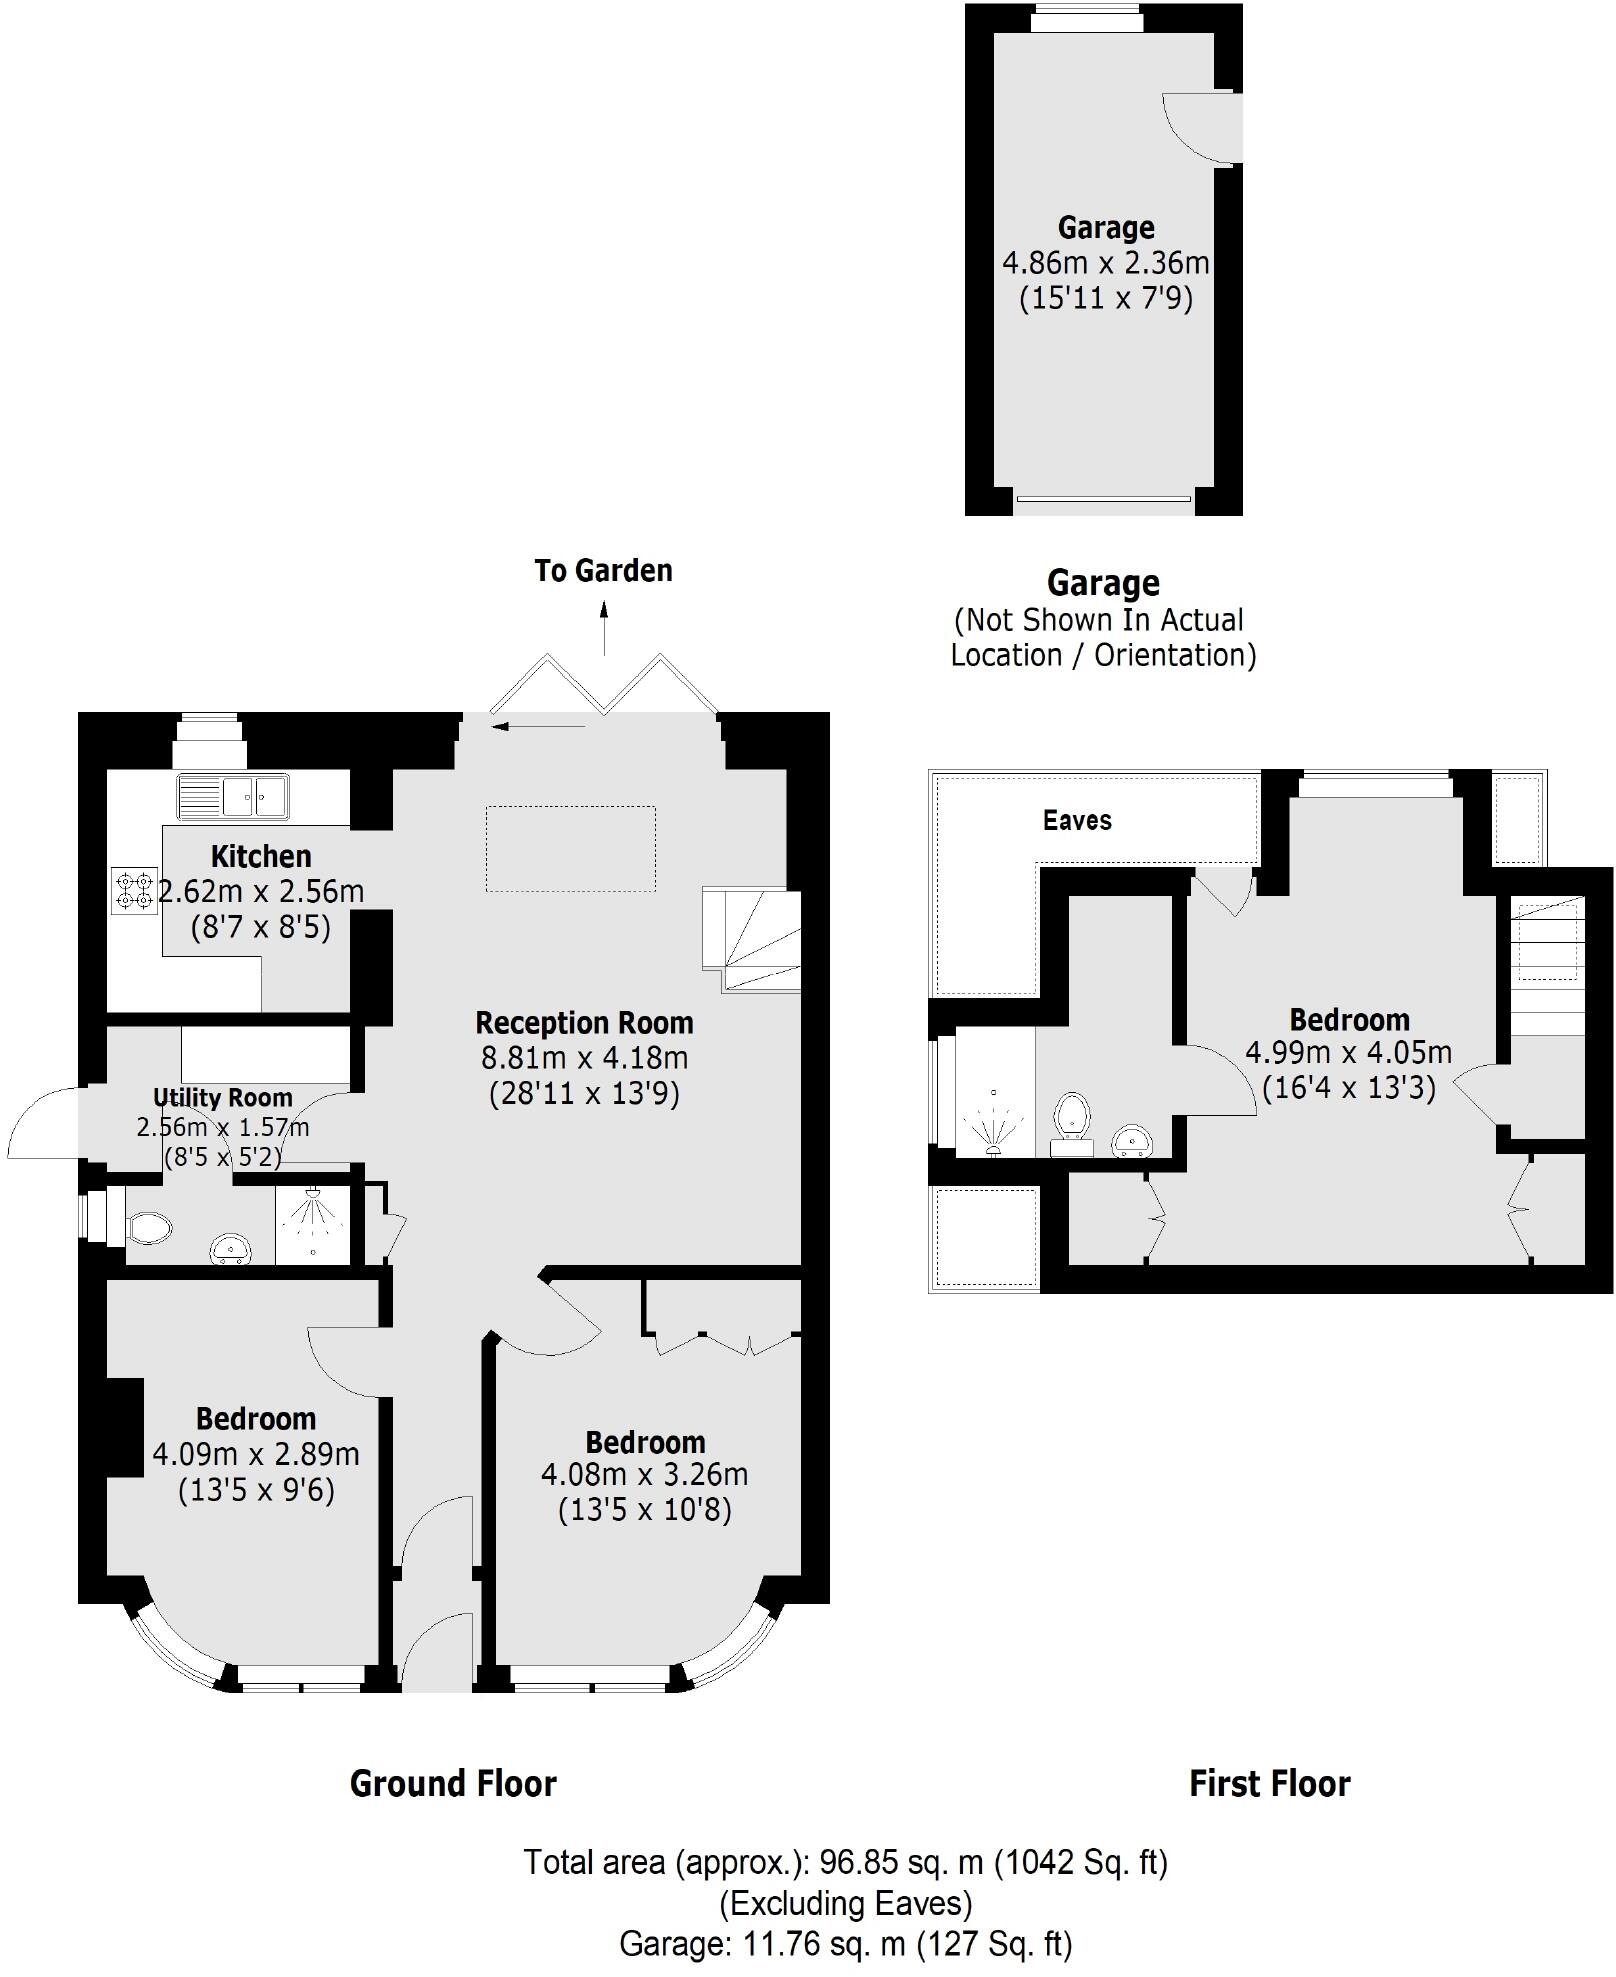 Garage
4.86m x 2.36m
(15'11 x 7'9)
To Garden
Garage
(Not Shown In Actual
Location / Orientation)
Kitchen
2.62m x 2.56m
(8'7 x 8'5)
Reception Room
8.81m x 4.18m
(28'11 x 13'9)
Utility Room
2.56m x 1.57m
(8'5 x 5'2)
Bedroom
4.09m x 2.89m
(13'5 x 9'6)
Bedroom
4.08m x 3.26m
(13'5 x 10'8)
Eaves
Bedroom
4.99m x 4.05m
(16'4 x 13'3)
Ground Floor
First Floor
Total area (approx.): 96.85 sq. m (1042 Sq. ft)
(Excluding Eaves)
Garage: 11.76 sq. m (127 Sq. ft)